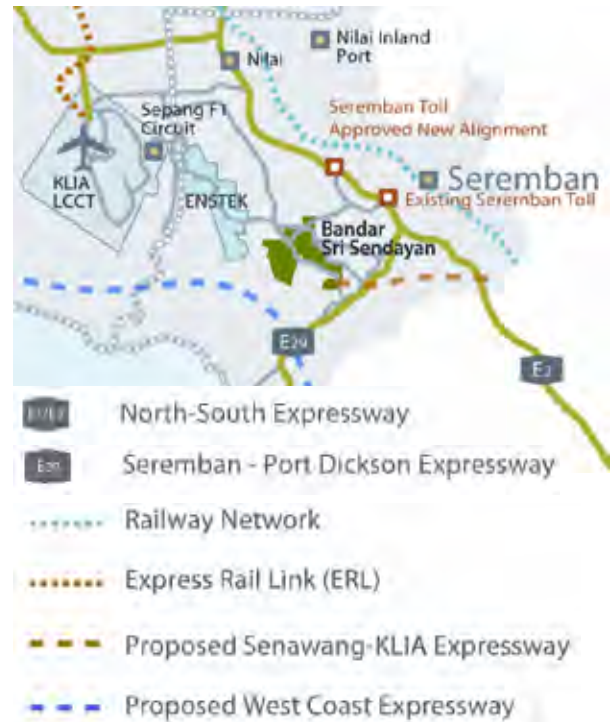 Nilai Inland
Port
Nilai
Sepang F1
Circuit
Seremban Toll
Approved New Alignment
KLIA
LCCT
ENSTEK
Seremban
Existing Seremban Toll
Bandar
Sri Sendayan
E29
E2
North-South Expressway
Seremban - Port Dickson Expressway
Railway Network
Express Rail Link (ERL)
Proposed Senawang-KLIA Expressway
Proposed West Coast Expressway